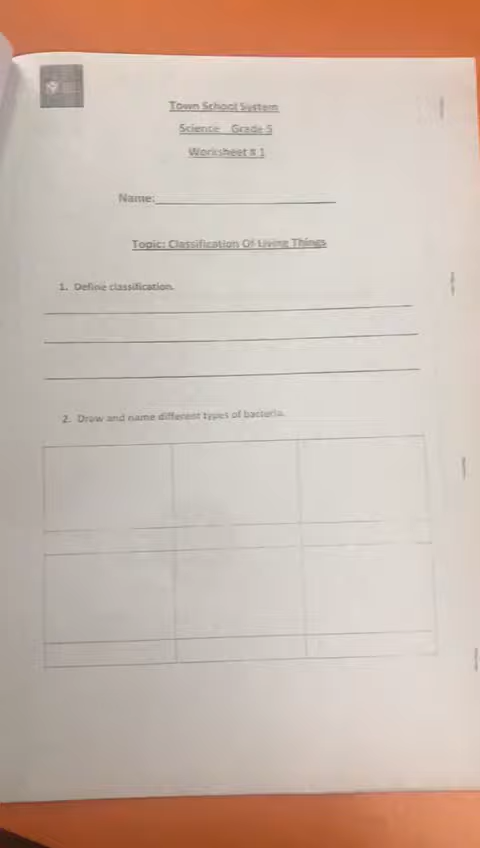 Town School System
Science Grade 5
Worksheet # 1
Name:
Topic: Classification Of Living Things
1. Define classification.
2. Draw and name different types of bacteria.